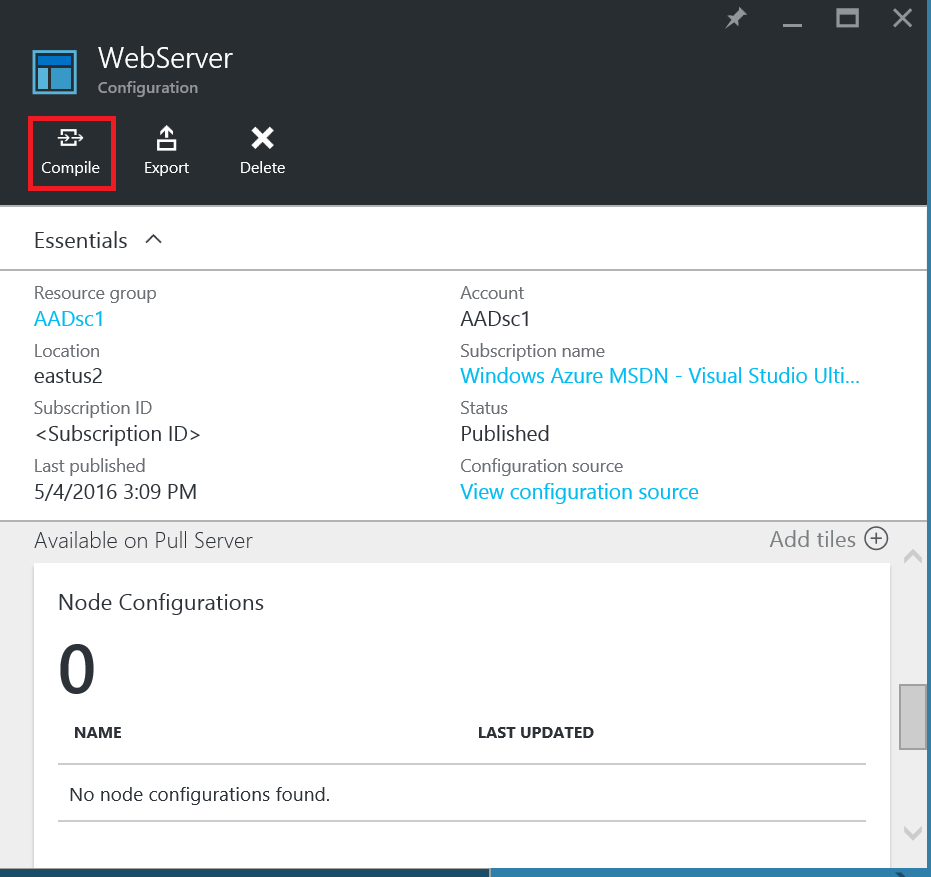 WebServer
Configuration
Compile Export Delete
Essentials
Resource group Account
AADsc1 AADsc1
Location Subscription name
eastus2 Windows Azure MSDN - Visual Studio Ulti...
Subscription ID Status
<Subscription ID> Published
Last published Configuration source
5/4/2016 3:09 PM View configuration source
Available on Pull Server Add tiles
Node Configurations
0
NAME LAST UPDATED
No node configurations found.